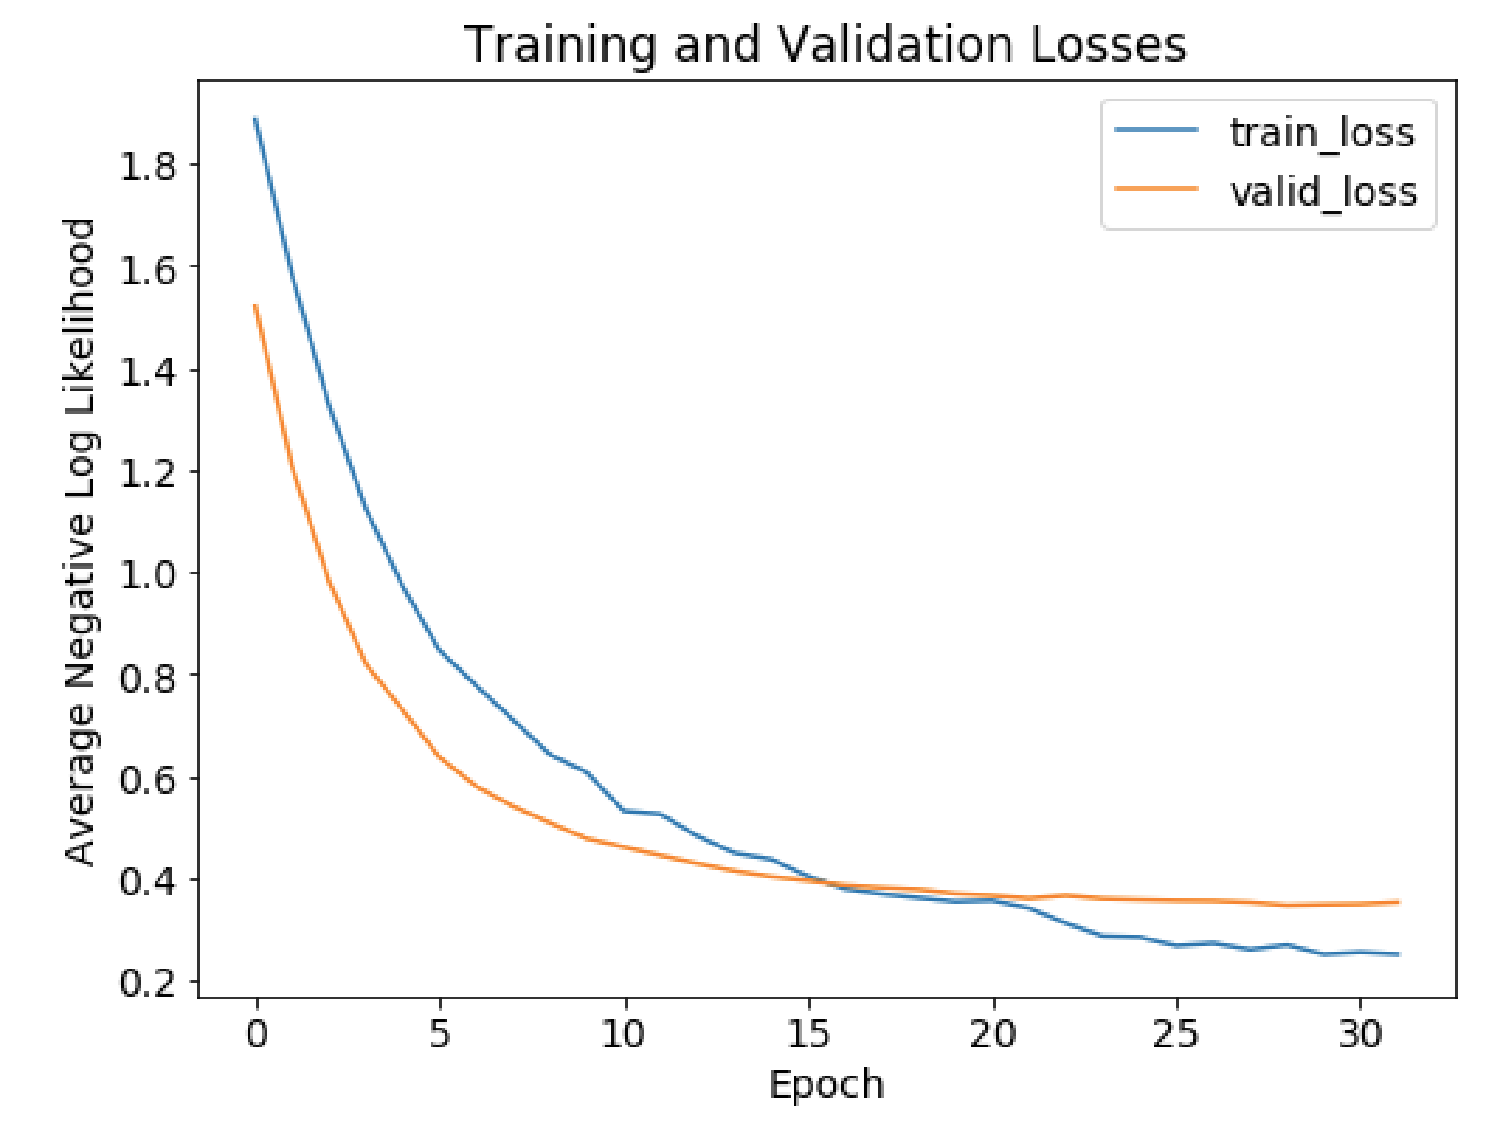 Training and Validation Losses
train_loss
valid_loss
Average Negative Log Likelihood
1.8
1.6
1.4
1.2
1.0
0.8
0.6
0.4
0.2
0 5 10 15 20 25 30
Epoch